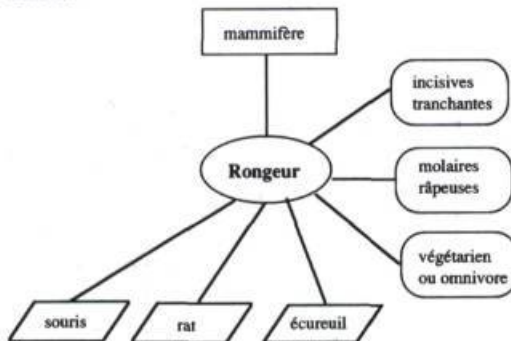 mammifère
incisives
tranchantes
Rongeur
molaires
râpeuses
végétarien
ou omnivore
souris
rat
écureuil